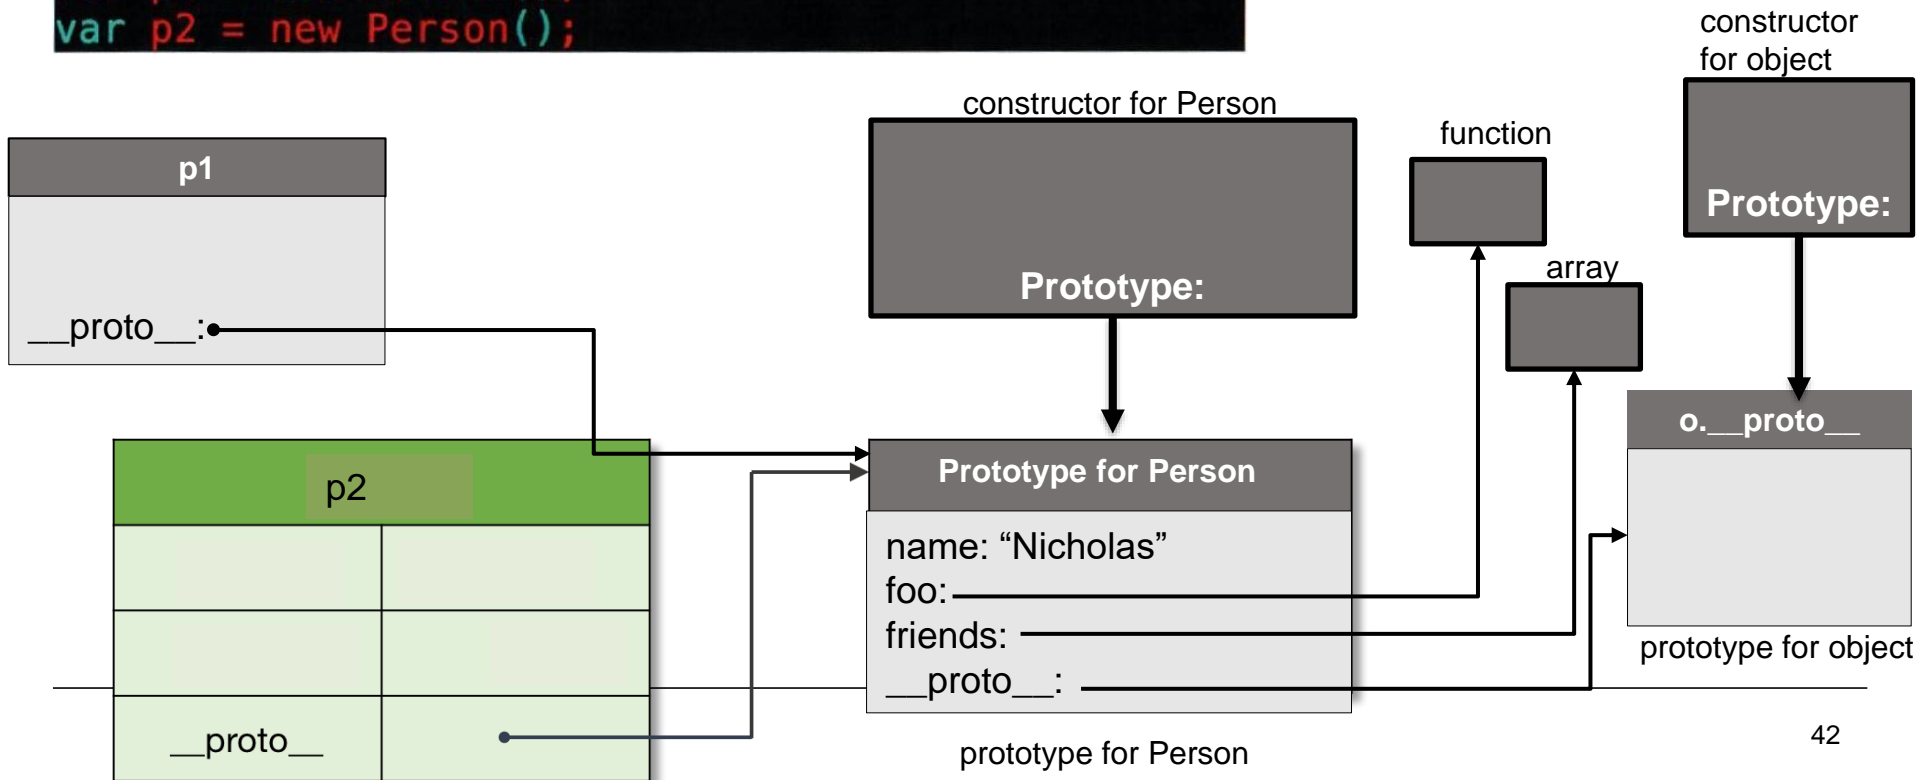 var p2 = new Person();
constructor
for object
constructor for Person
function
p1
Prototype:
array
Prototype:
__proto__:
o.__proto__
p2
Prototype for Person
name: “Nicholas”
foo:
friends:
__proto__:
prototype for object
__proto__
prototype for Person
42